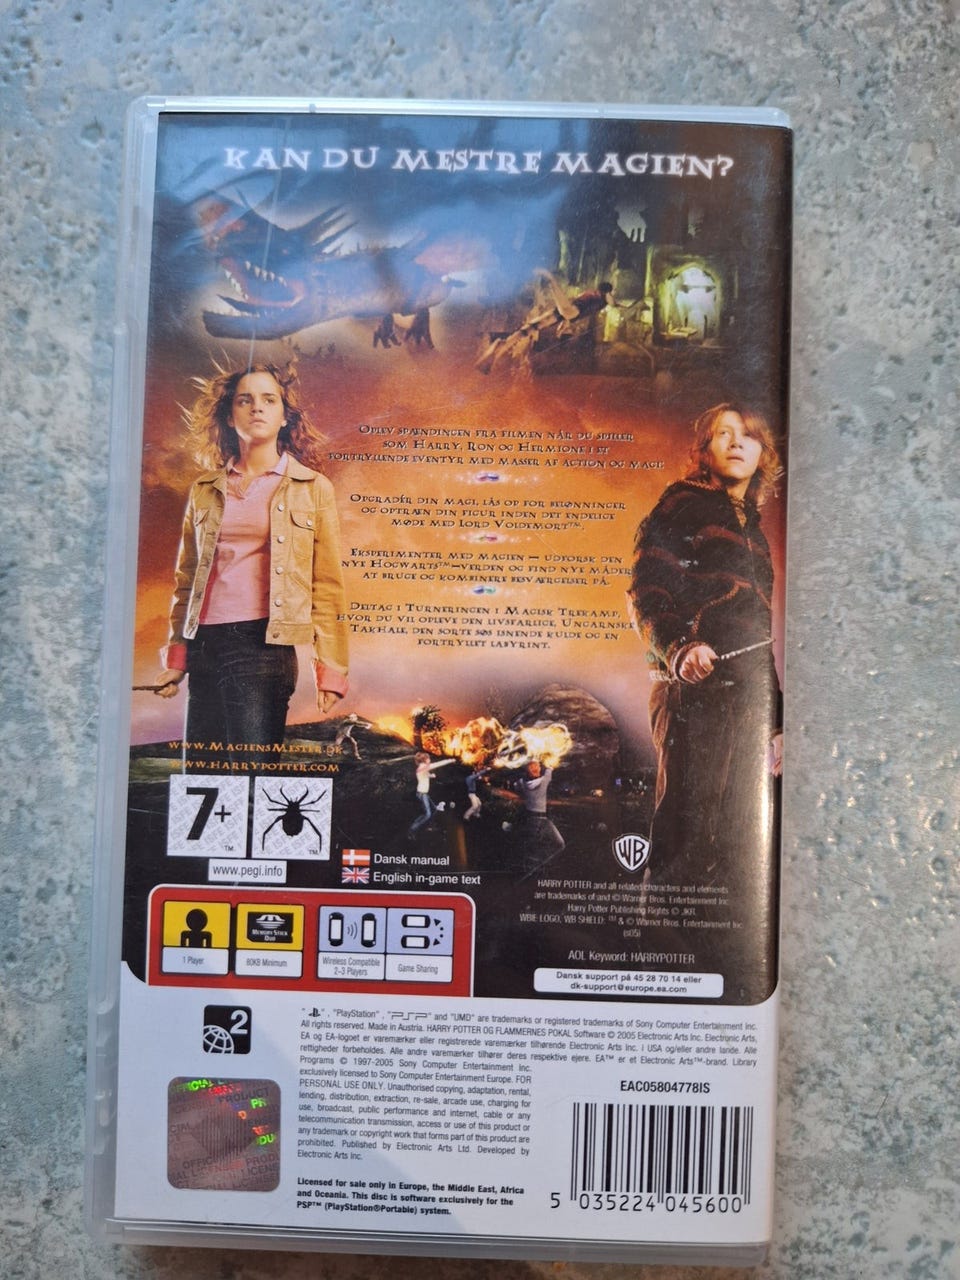 KAN DU MESTRE MAGIEN?
OPLEV SPÆNDINGEN FRA FILMEN NÅR DU SPILLER
SOM HARRY, RON OG HERMIONE I ET
FORTRYLLENDE EVENTYR MED MASSER AF ACTION OG MAGI.
OPGRADÉR DIN MAGI, LÅS OP FOR BELØNNINGER
OG OPTRÆN DIN FIGUR INDEN DET ENDELIGE
MØDE MED LORD VOLDEMORT™.
EKSPERIMENTER MED MAGIEN – UDFORSK DEN
NYE HOGWARTS™-VERDEN OG FIND NYE MÅDER
AT BRUGE OG KOMBINERE BESVÆRGELSER PÅ.
DELTAG I TURNERINGEN I MAGISK TREKAMP,
HVOR DU VIL OPLEVE DEN LIVSFARLIGE, UNGARNSKE
TAKHALE, DEN SORTE SØS ISNENDE KULDE OG EN
FORTRYLLET LABYRINT.
WWW.MAGIENSMESTER.DK
WWW.HARRYPOTTER.COM
7+
TM
TM
www.pegi.info
Dansk manual
English in-game text
WB
HARRY POTTER and all related characters and elements
are trademarks of and © Warner Bros. Entertainment Inc.
Harry Potter Publishing Rights © JKR.
WBIE LOGO, WB SHIELD: ™ & © Warner Bros. Entertainment Inc.
(s05)
AOL Keyword: HARRYPOTTER
Dansk support på 45 28 70 14 eller
dk-support@europe.ea.com
1 Player
MEMORY STICK
DUO
80KB Minimum
Wireless Compatible
2-3 Players
Game Sharing
2
"PlayStation", "PSP" and "UMD" are trademarks or registered trademarks of Sony Computer Entertainment Inc.
All rights reserved. Made in Austria. HARRY POTTER OG FLAMMERNES POKAL Software © 2005 Electronic Arts Inc. Electronic Arts,
EA og EA-logoet er varemærker eller registrerede varemærker tilhørende Electronic Arts Inc. i USA og/eller andre lande. Alle
rettigheder forbeholdes. Alle andre varemærker tilhører deres respektive ejere. EA™ er et Electronic Arts™-brand. Library
Programs © 1997-2005 Sony Computer Entertainment Inc.
exclusively licensed to Sony Computer Entertainment Europe. FOR
PERSONAL USE ONLY. Unauthorised copying, adaptation, rental,
lending, distribution, extraction, re-sale, arcade use, charging for
use, broadcast, public performance and internet, cable or any
telecommunication transmission, access or use of this product or
any trademark or copyright work that forms part of this product are
prohibited. Published by Electronic Arts Ltd. Developed by
Electronic Arts Inc.
Licensed for sale only in Europe, the Middle East, Africa
and Oceania. This disc is software exclusively for the
PSP™ (PlayStation®Portable) system.
EAC05804778IS
5 035224 045600